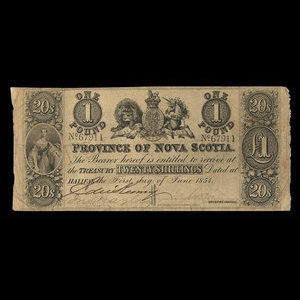 20s ONE 1 POUND ONE 1 POUND 20s
No 67911 No 67911
PROVINCE OF NOVA SCOTIA.
The Bearer hereof is entitled to receive at
the TREASURY TWENTY SHILLINGS Dated at
HALIFAX the First day of June 1854.
£1
20s 20s